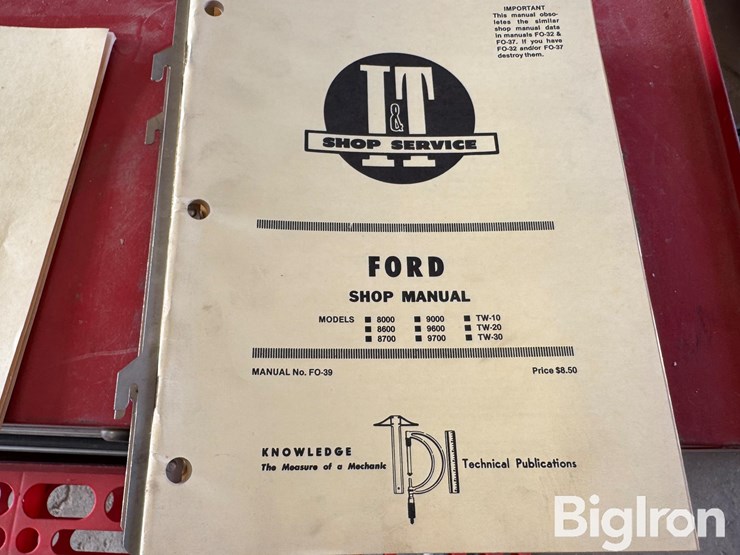 IMPORTANT
This manual obso-
letes the similar
shop manual data
in manuals FO-32 &
FO-37. If you have
FO-32 and/or FO-37
destroy them.
I&T
SHOP SERVICE
FORD
SHOP MANUAL
MODELS ■ 8000 ■ 9000 ■ TW-10
■ 8600 ■ 9600 ■ TW-20
■ 8700 ■ 9700 ■ TW-30
MANUAL No. FO-39 Price $8.50
KNOWLEDGE
The Measure of a Mechanic
TPI
Technical Publications
BigIron